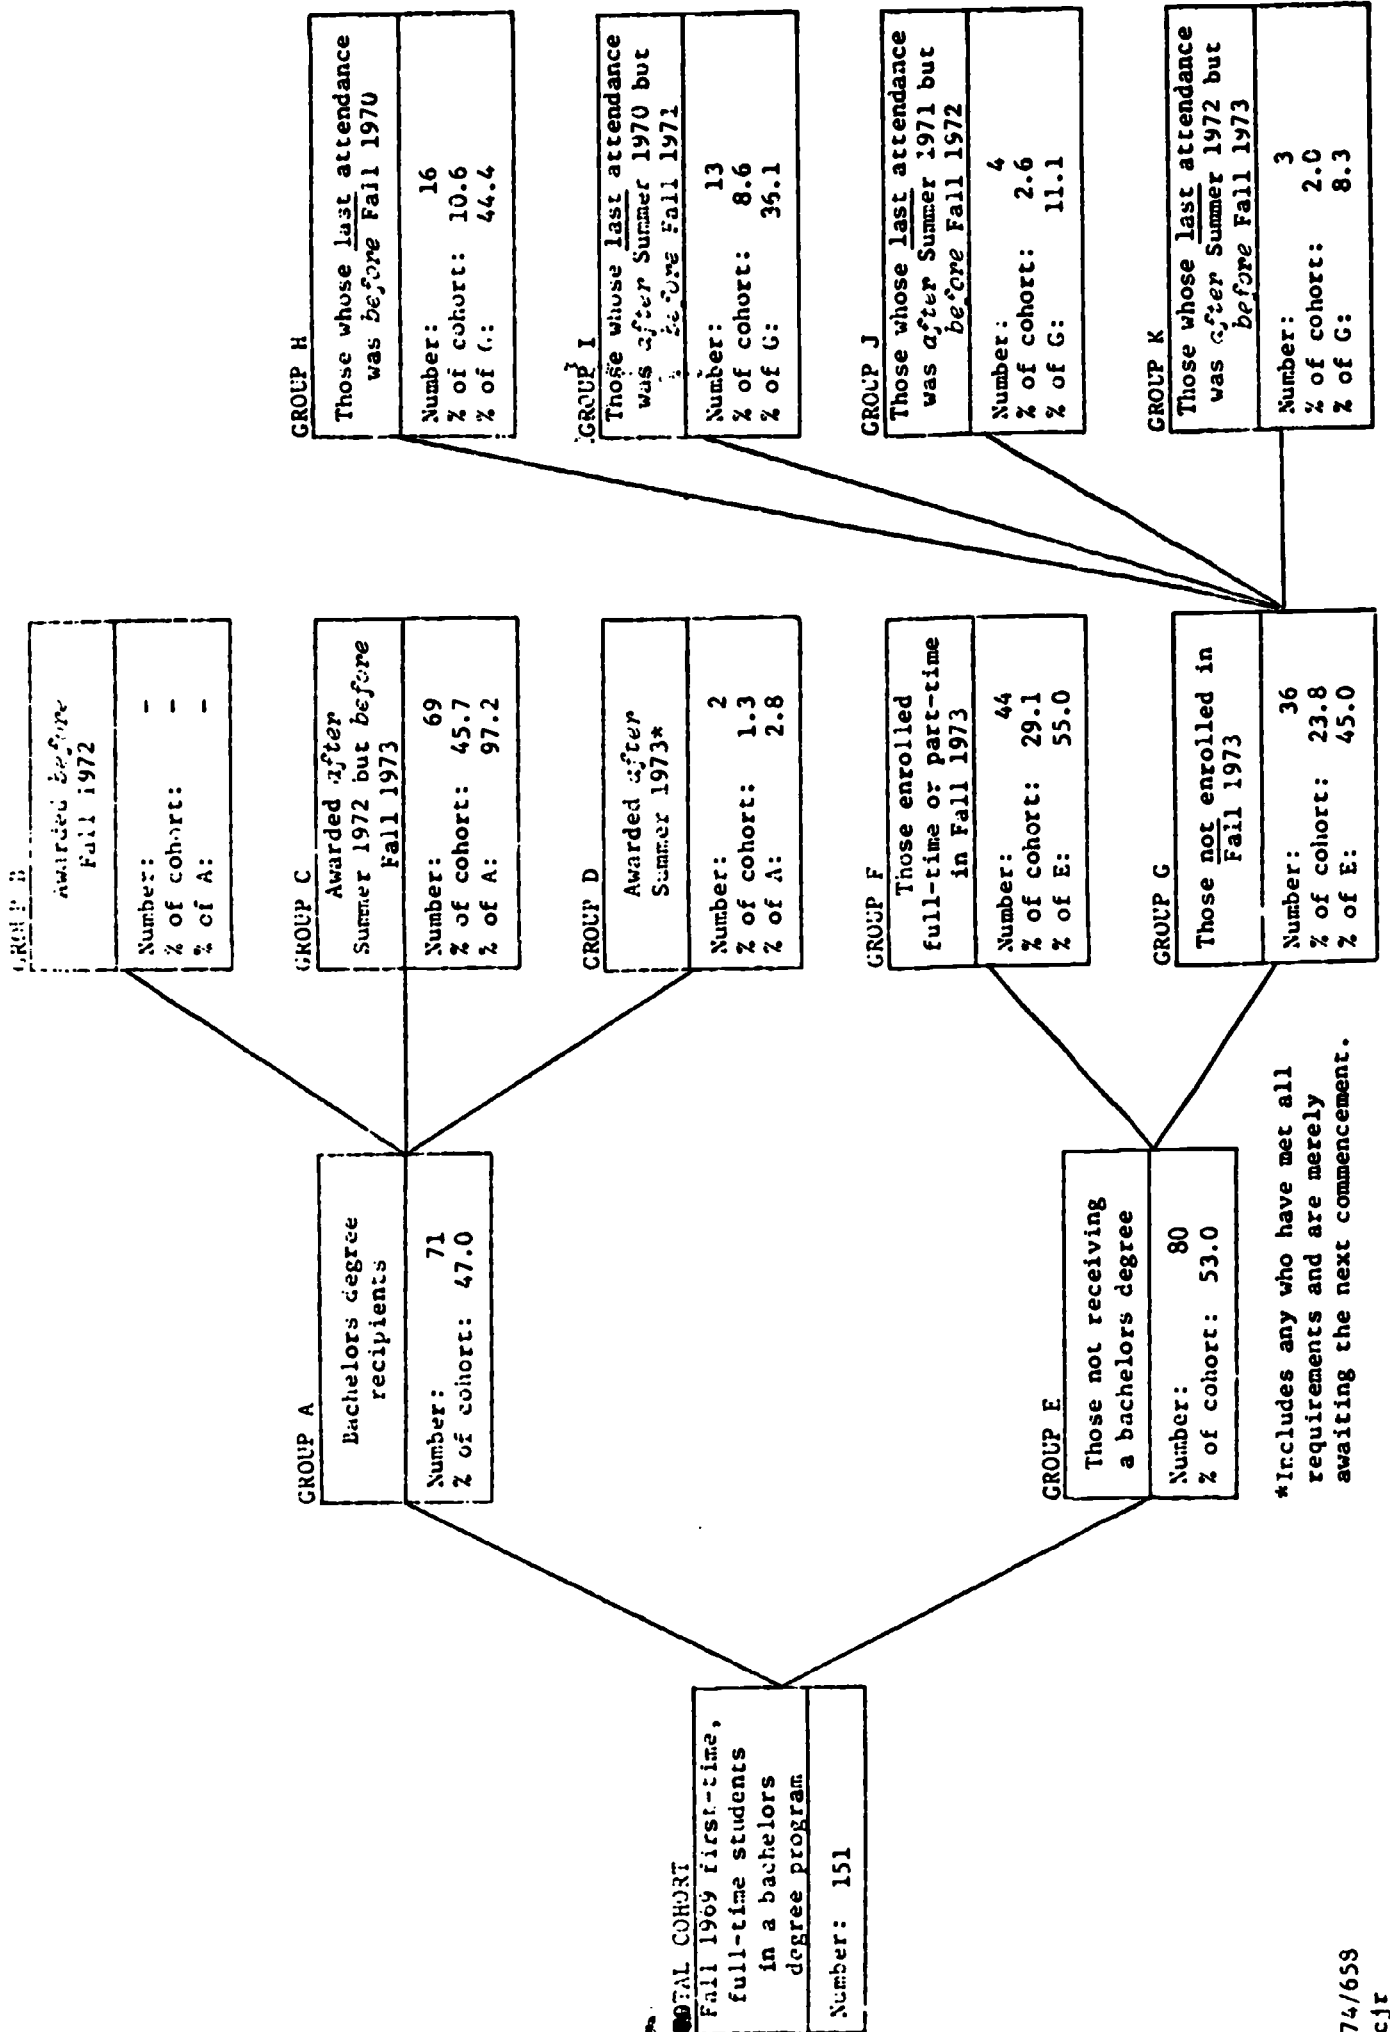 TOTAL COHORT
Fall 1969 first-time,
full-time students
in a bachelors
degree program
Number: 151
GROUP A
Bachelors degree
recipients
Number: 71
% of cohort: 47.0
GROUP E
Those not receiving
a bachelors degree
Number: 80
% of cohort: 53.0
*Includes any who have met all
requirements and are merely
awaiting the next commencement.
GROUP B
Awarded before
Fall 1972
Number: -
% of cohort: -
% of A: -
GROUP C
Awarded after
Summer 1972 but before
Fall 1973
Number: 69
% of cohort: 45.7
% of A: 97.2
GROUP D
Awarded after
Summer 1973*
Number: 2
% of cohort: 1.3
% of A: 2.8
GROUP F
Those enrolled
full-time or part-time
in Fall 1973
Number: 44
% of cohort: 29.1
% of E: 55.0
GROUP G
Those not enrolled in
Fall 1973
Number: 36
% of cohort: 23.8
% of E: 45.0
GROUP H
Those whose last attendance
was before Fall 1970
Number: 16
% of cohort: 10.6
% of G: 44.4
GROUP I
Those whose last attendance
was after Summer 1970 but
before Fall 1971
Number: 13
% of cohort: 8.6
% of G: 36.1
GROUP J
Those whose last attendance
was after Summer 1971 but
before Fall 1972
Number: 4
% of cohort: 2.6
% of G: 11.1
GROUP K
Those whose last attendance
was after Summer 1972 but
before Fall 1973
Number: 3
% of cohort: 2.0
% of G: 8.3
74/658
cjr